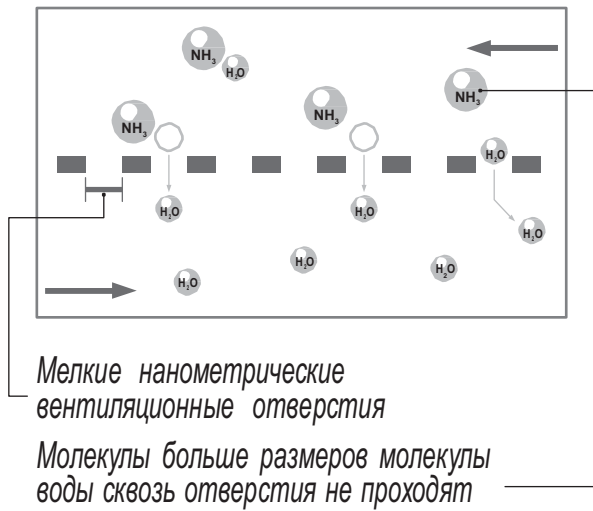 NH₃
H₂O
NH₃
NH₃
NH₃
H₂O
H₂O
H₂O
H₂O
H₂O
H₂O
H₂O
Мелкие нанометрические
вентиляционные отверстия
Молекулы больше размеров молекулы
воды сквозь отверстия не проходят